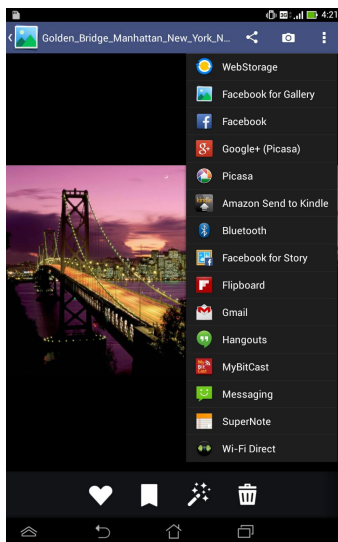 3G
4:21
Golden_Bridge_Manhattan_New_York_N...
WebStorage
Facebook for Gallery
Facebook
Google+ (Picasa)
Picasa
Amazon Send to Kindle
Bluetooth
Facebook for Story
Flipboard
Gmail
Hangouts
MyBitCast
Messaging
SuperNote
Wi-Fi Direct